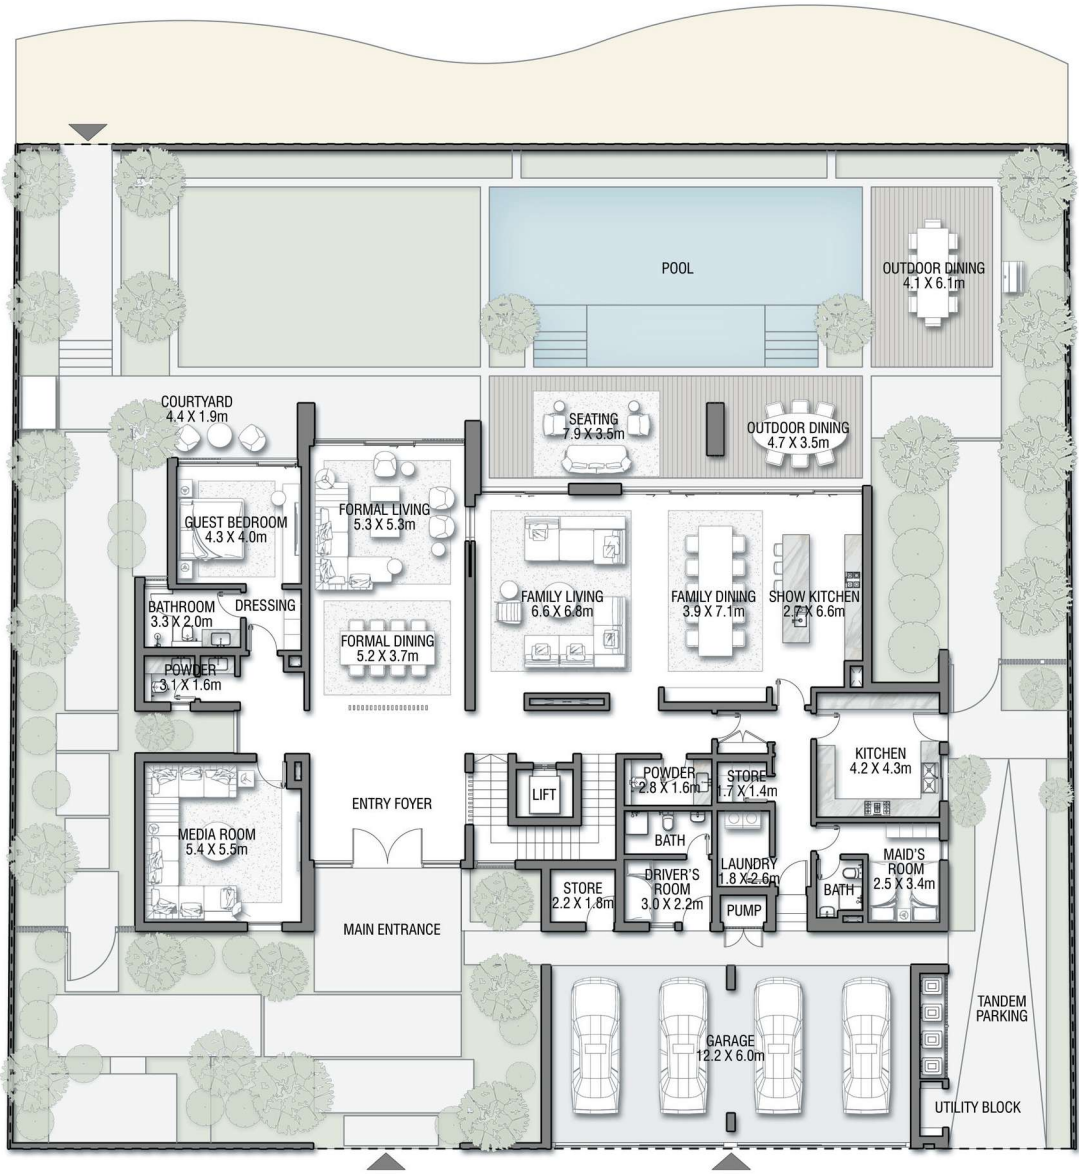 POOL
OUTDOOR DINING
4.1 X 6.1m
COURTYARD
4.4 X 1.9m
SEATING
7.9 X 3.5m
OUTDOOR DINING
4.7 X 3.5m
GUEST BEDROOM
4.3 X 4.0m
FORMAL LIVING
5.3 X 5.3m
BATHROOM
3.3 X 2.0m
DRESSING
FAMILY LIVING
6.6 X 6.8m
FAMILY DINING
3.9 X 7.1m
SHOW KITCHEN
2.7 X 6.6m
FORMAL DINING
5.2 X 3.7m
POWDER
3.1 X 1.6m
KITCHEN
4.2 X 4.3m
POWDER
2.8 X 1.6m
STORE
1.7 X 1.4m
LIFT
ENTRY FOYER
MEDIA ROOM
5.4 X 5.5m
BATH
LAUNDRY
1.8 X 2.6m
MAID'S
ROOM
2.5 X 3.4m
STORE
2.2 X 1.8m
DRIVER'S
ROOM
3.0 X 2.2m
BATH
PUMP
MAIN ENTRANCE
TANDEM
PARKING
GARAGE
12.2 X 6.0m
UTILITY BLOCK